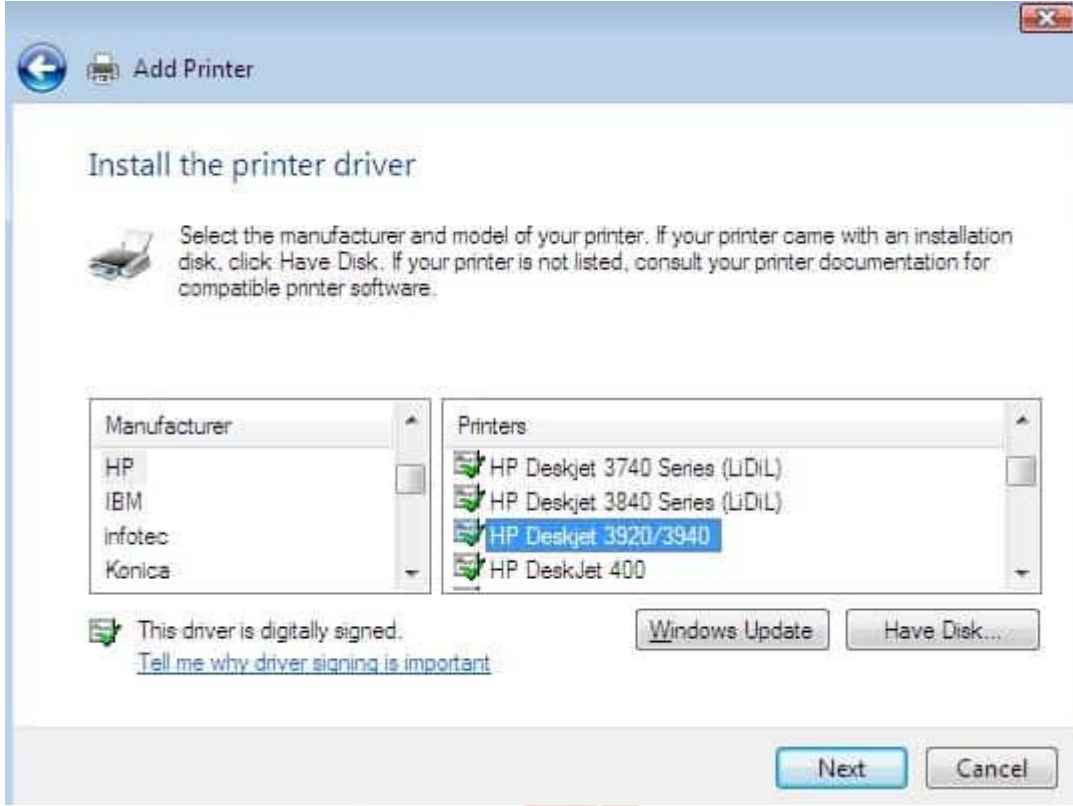 Add Printer
Install the printer driver
Select the manufacturer and model of your printer. If your printer came with an installation
disk, click Have Disk. If your printer is not listed, consult your printer documentation for
compatible printer software.
Manufacturer
HP
IBM
infotec
Konica
Printers
HP Deskjet 3740 Series (LiDiL)
HP Deskjet 3840 Series (LiDiL)
HP Deskjet 3920/3940
HP DeskJet 400
This driver is digitally signed.
Tell me why driver signing is important
Windows Update
Have Disk...
Next
Cancel